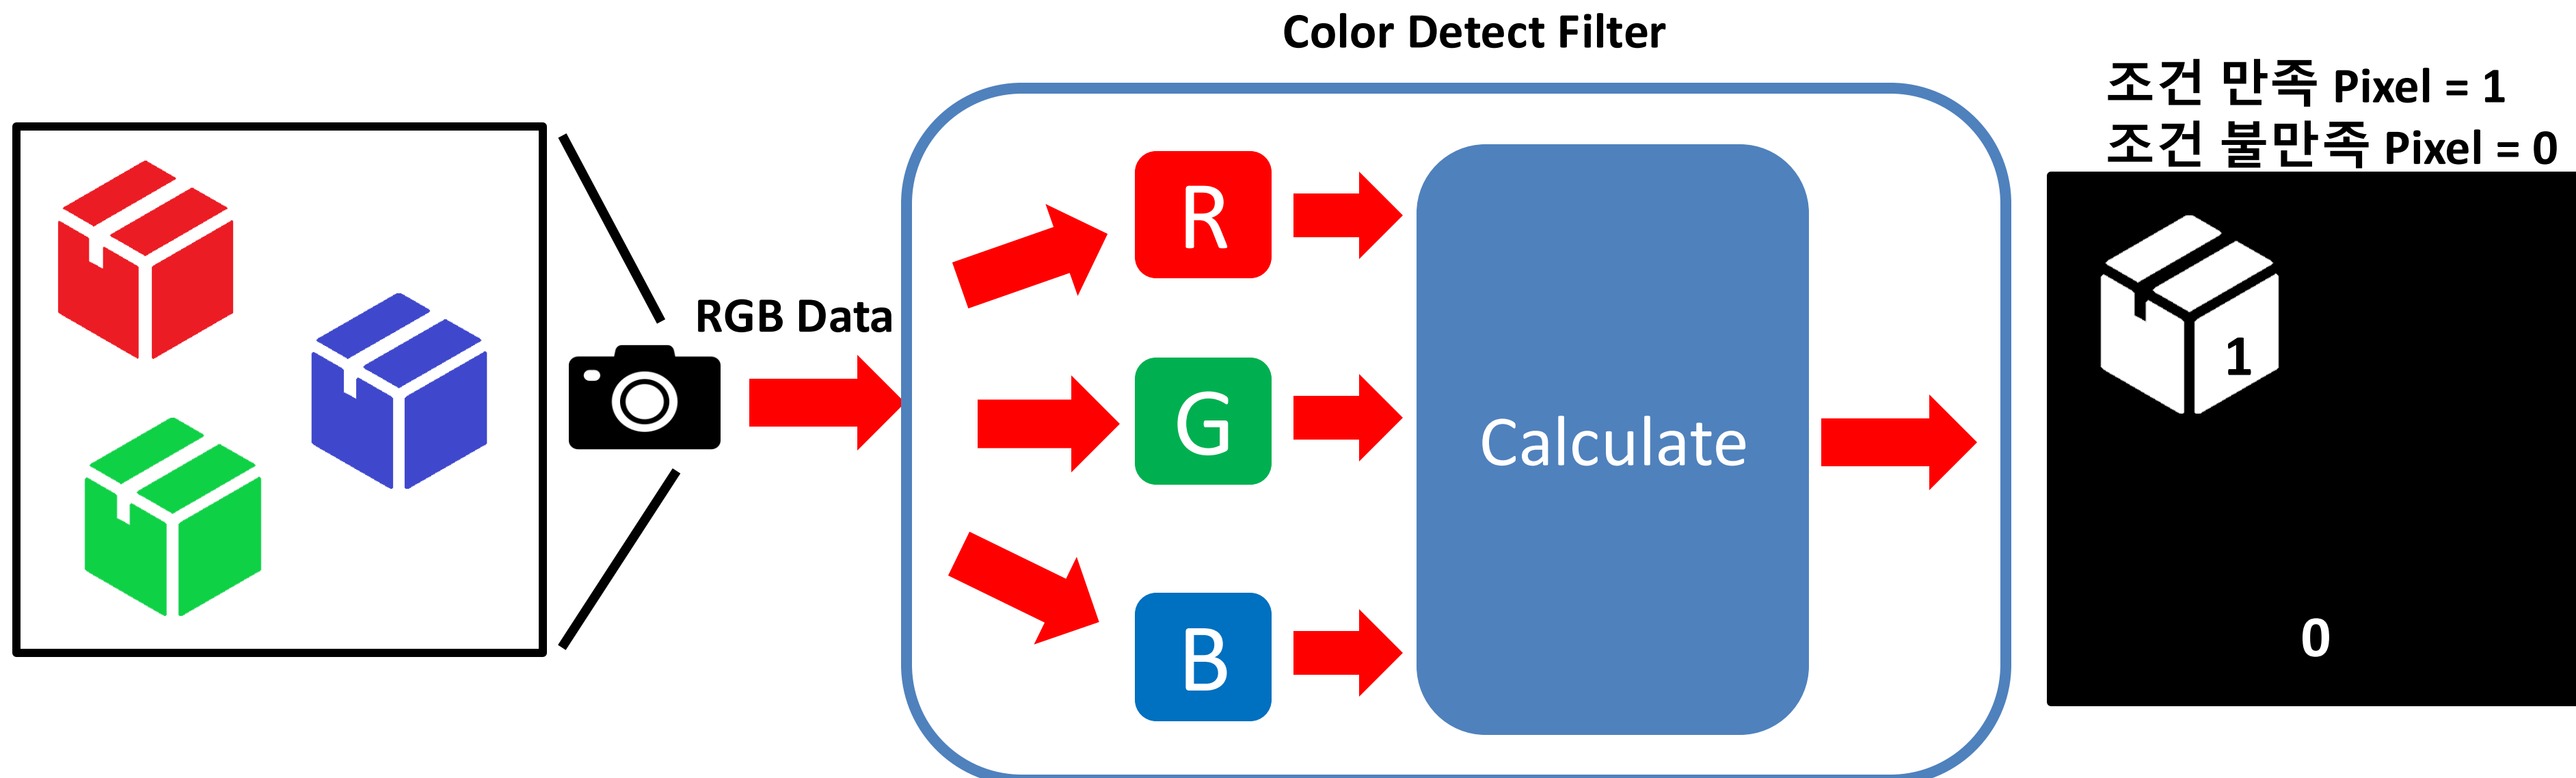 Color Detect Filter
조건 만족 Pixel = 1
조건 불만족 Pixel = 0
RGB Data
R
G
B
Calculate
1
0